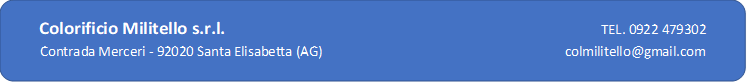 Colorificio Militello s.r.l.
TEL. 0922 479302
Contrada Merceri - 92020 Santa Elisabetta (AG)
colmilitello@gmail.com